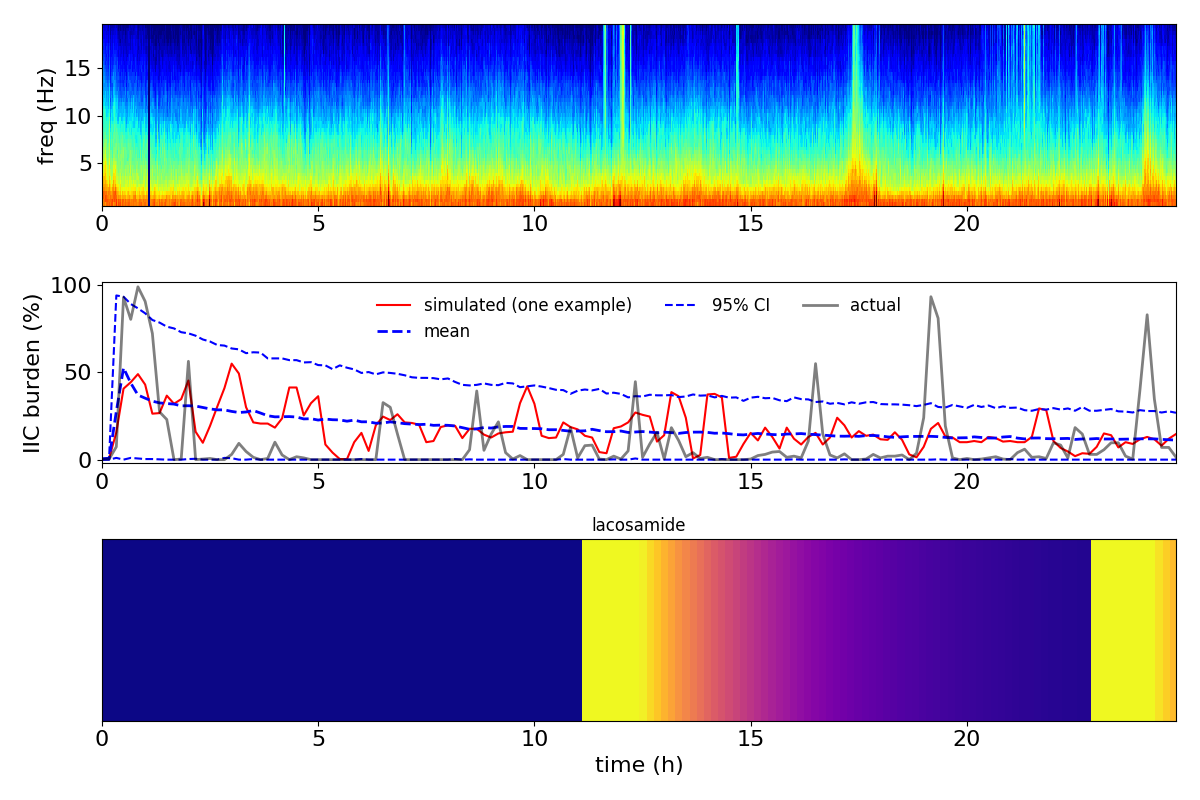 freq (Hz)
15
10
5
0 5 10 15 20
IIC burden (%)
100
50
0
simulated (one example) 95% CI actual
mean
0 5 10 15 20
lacosamide
0 5 10 15 20
time (h)